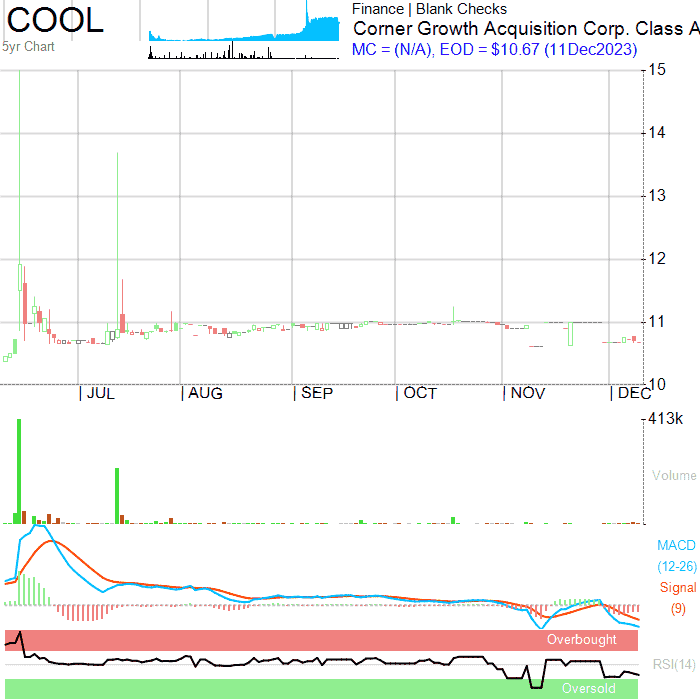 COOL
5yr Chart
Finance | Blank Checks
Corner Growth Acquisition Corp. Class A
MC = (N/A), EOD = $10.67 (11Dec2023)
15
14
13
12
11
10
JUL AUG SEP OCT NOV DEC
413k
Volume
MACD
(12-26)
Signal
(9)
Overbought
RSI(14)
Oversold